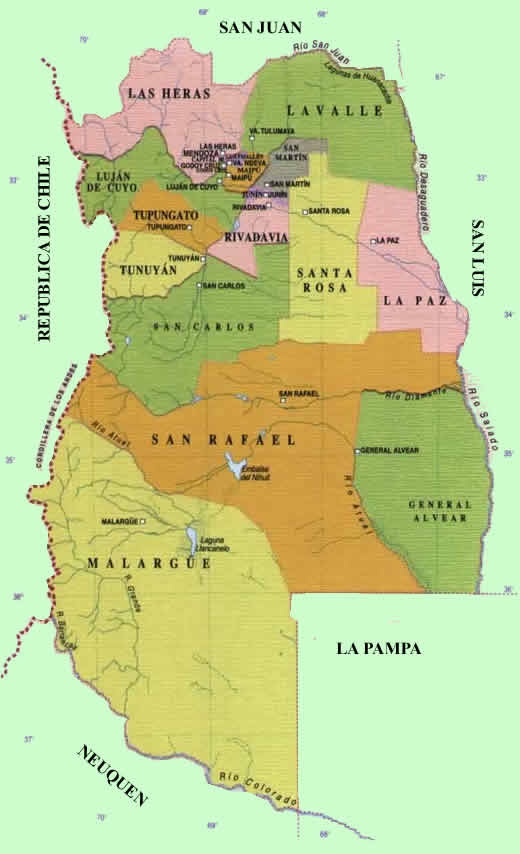 SAN JUAN
70°
69°
68°
67°
Río San Juan
Lagunas de Huanacache
LAS HERAS
LAVALLE
VA. TULUMAYA
LAS HERAS
MENDOZA
CAPITAL
GODOY CRUZ
VA. NUEVA
MAIPÚ
MAIPÚ
SAN
MARTÍN
LUJÁN
DE CUYO
LUJÁN DE CUYO
SAN MARTÍN
JUNÍN
JUNÍN
RIVADAVIA
33°
33°
Río Desaguadero
REPUBLICA DE CHILE
SAN LUIS
TUPUNGATO
TUPUNGATO
RIVADAVIA
SANTA ROSA
LA PAZ
TUNUYÁN
TUNUYÁN
SANTA
ROSA
LA PAZ
SAN CARLOS
SAN CARLOS
34°
34°
CORDILLERA DE LOS ANDES
SAN RAFAEL
Río Diamante
Río Salado
Río Atuel
SAN RAFAEL
GENERAL ALVEAR
35°
35°
Embalse
del Nihuil
Río Atuel
GENERAL
ALVEAR
MALARGÜE
Laguna
Llancanelo
MALARGÜE
R. Grande
36°
36°
R. Barrancas
LA PAMPA
37°
NEUQUEN
Río Colorado
70°
69°
68°